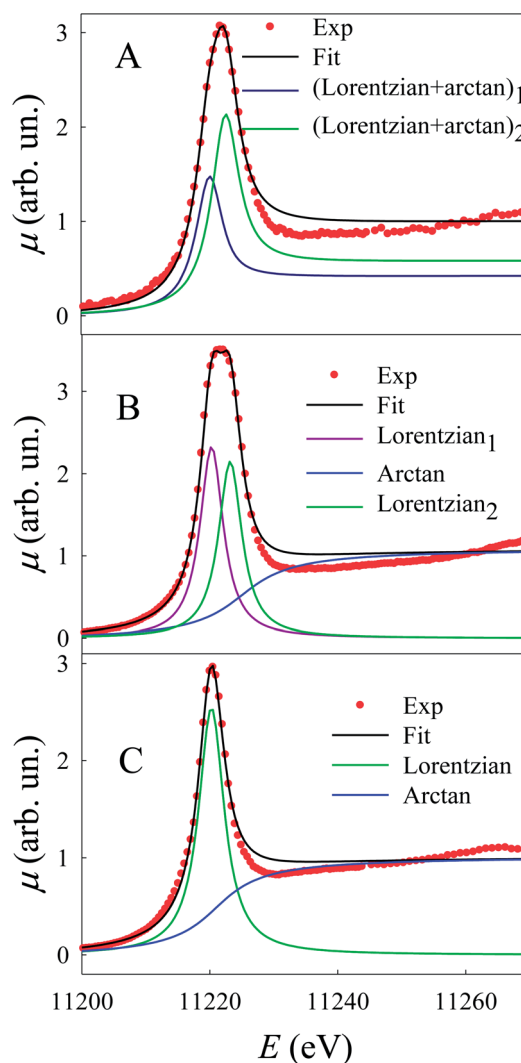 A
Exp
Fit
(Lorentzian+arctan)1
(Lorentzian+arctan)2
μ (arb. un.)
3
2
1
0
B
Exp
Fit
Lorentzian1
Arctan
Lorentzian2
μ (arb. un.)
3
2
1
0
C
Exp
Fit
Lorentzian
Arctan
μ (arb. un.)
3
2
1
0
11200 11220 11240 11260
E (eV)